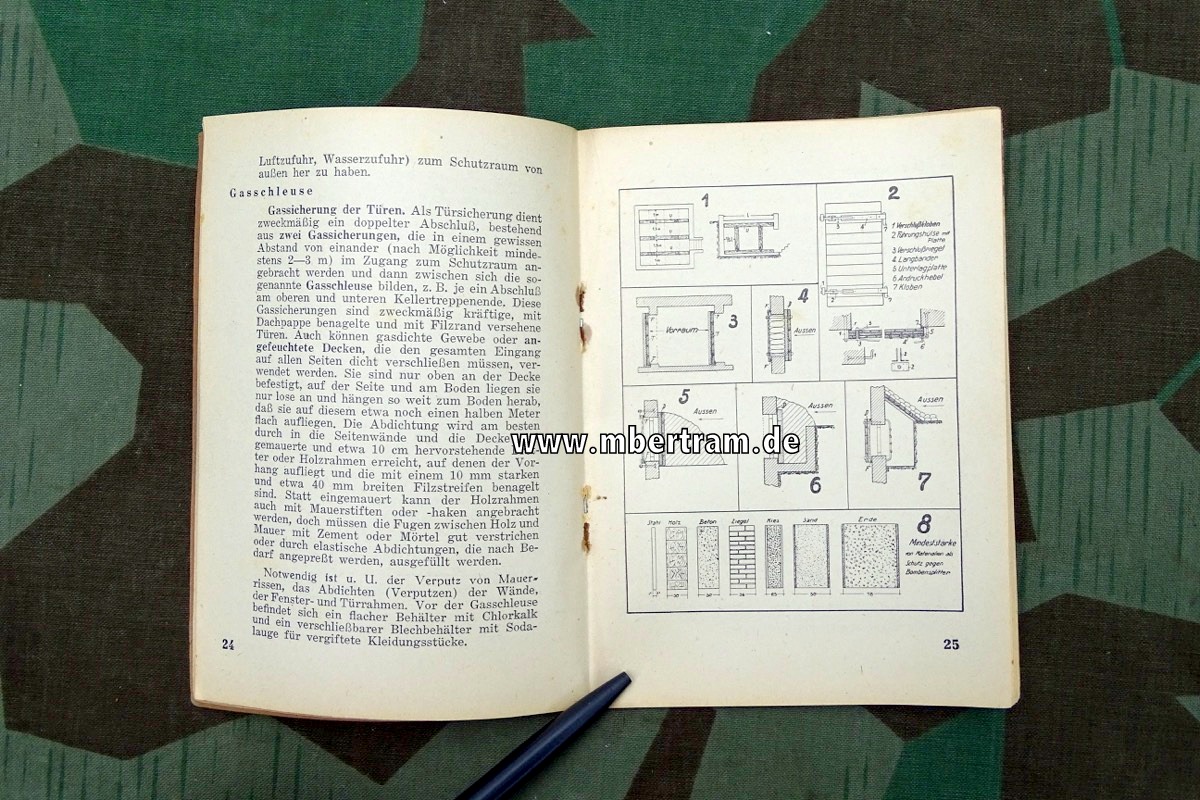 Luftzufuhr, Wasserzufuhr) zum Schutzraum von
außen her zu haben.
Gasschleuse
Gassicherung der Türen. Als Türsicherung dient
zweckmäßig ein doppelter Abschluß, bestehend
aus zwei Gassicherungen, die in einem gewissen
Abstand von einander (nach Möglichkeit minde-
stens 2—3 m) im Zugang zum Schutzraum an-
gebracht werden und dann zwischen sich die so-
genannte Gasschleuse bilden, z. B. je ein Abschluß
am oberen und unteren Kellertreppenende. Diese
Gassicherungen sind zweckmäßig kräftige, mit
Dachpappe benagelte und mit Filzrand versehene
Türen. Auch können gasdichte Gewebe oder an-
gefeuchtete Decken, die den gesamten Eingang
auf allen Seiten dicht verschließen müssen, ver-
wendet werden. Sie sind nur oben an der Decke
befestigt, auf der Seite und am Boden liegen sie
nur lose an und hängen so weit zum Boden herab,
daß sie auf diesem etwa noch einen halben Meter
flach aufliegen. Die Abdichtung wird am besten
durch in die Seitenwände und die Decke
gemauerte und etwa 10 cm hervorstehende
ter oder Holzrahmen erreicht, auf denen der Vor-
hang aufliegt und die mit einem 10 mm starken
und etwa 40 mm breiten Filzstreifen benagelt
sind. Statt eingemauert kann der Holzrahmen
auch mit Mauerstiften oder -haken angebracht
werden, doch müssen die Fugen zwischen Holz und
Mauer mit Zement oder Mörtel gut verstrichen
oder durch elastische Abdichtungen, die nach Be-
darf angepreßt werden, ausgefüllt werden.
Notwendig ist u. U. der Verputz von Mauer-
rissen, das Abdichten (Verputzen) der Wände,
der Fenster- und Türrahmen. Vor der Gasschleuse
befindet sich ein flacher Behälter mit Chlorkalk
und ein verschließbarer Blechbehälter mit Soda-
lauge für vergiftete Kleidungsstücke.
24
1
2
1 Verschlußkloben
2 Führungshülse mit
Platte
3 Verschlußriegel
4 Langbänder
5 Unterlagplatte
6 Andruckhebel
7 Kloben
3
Vorraum
4
Aussen
5
Aussen
6
Aussen
7
Aussen
8
Stahl Holz Beton Ziegel Kies Sand Erde
Mindeststärke
von Materialien als
Schutz gegen
Bombensplitter
25
www.mbertram.de